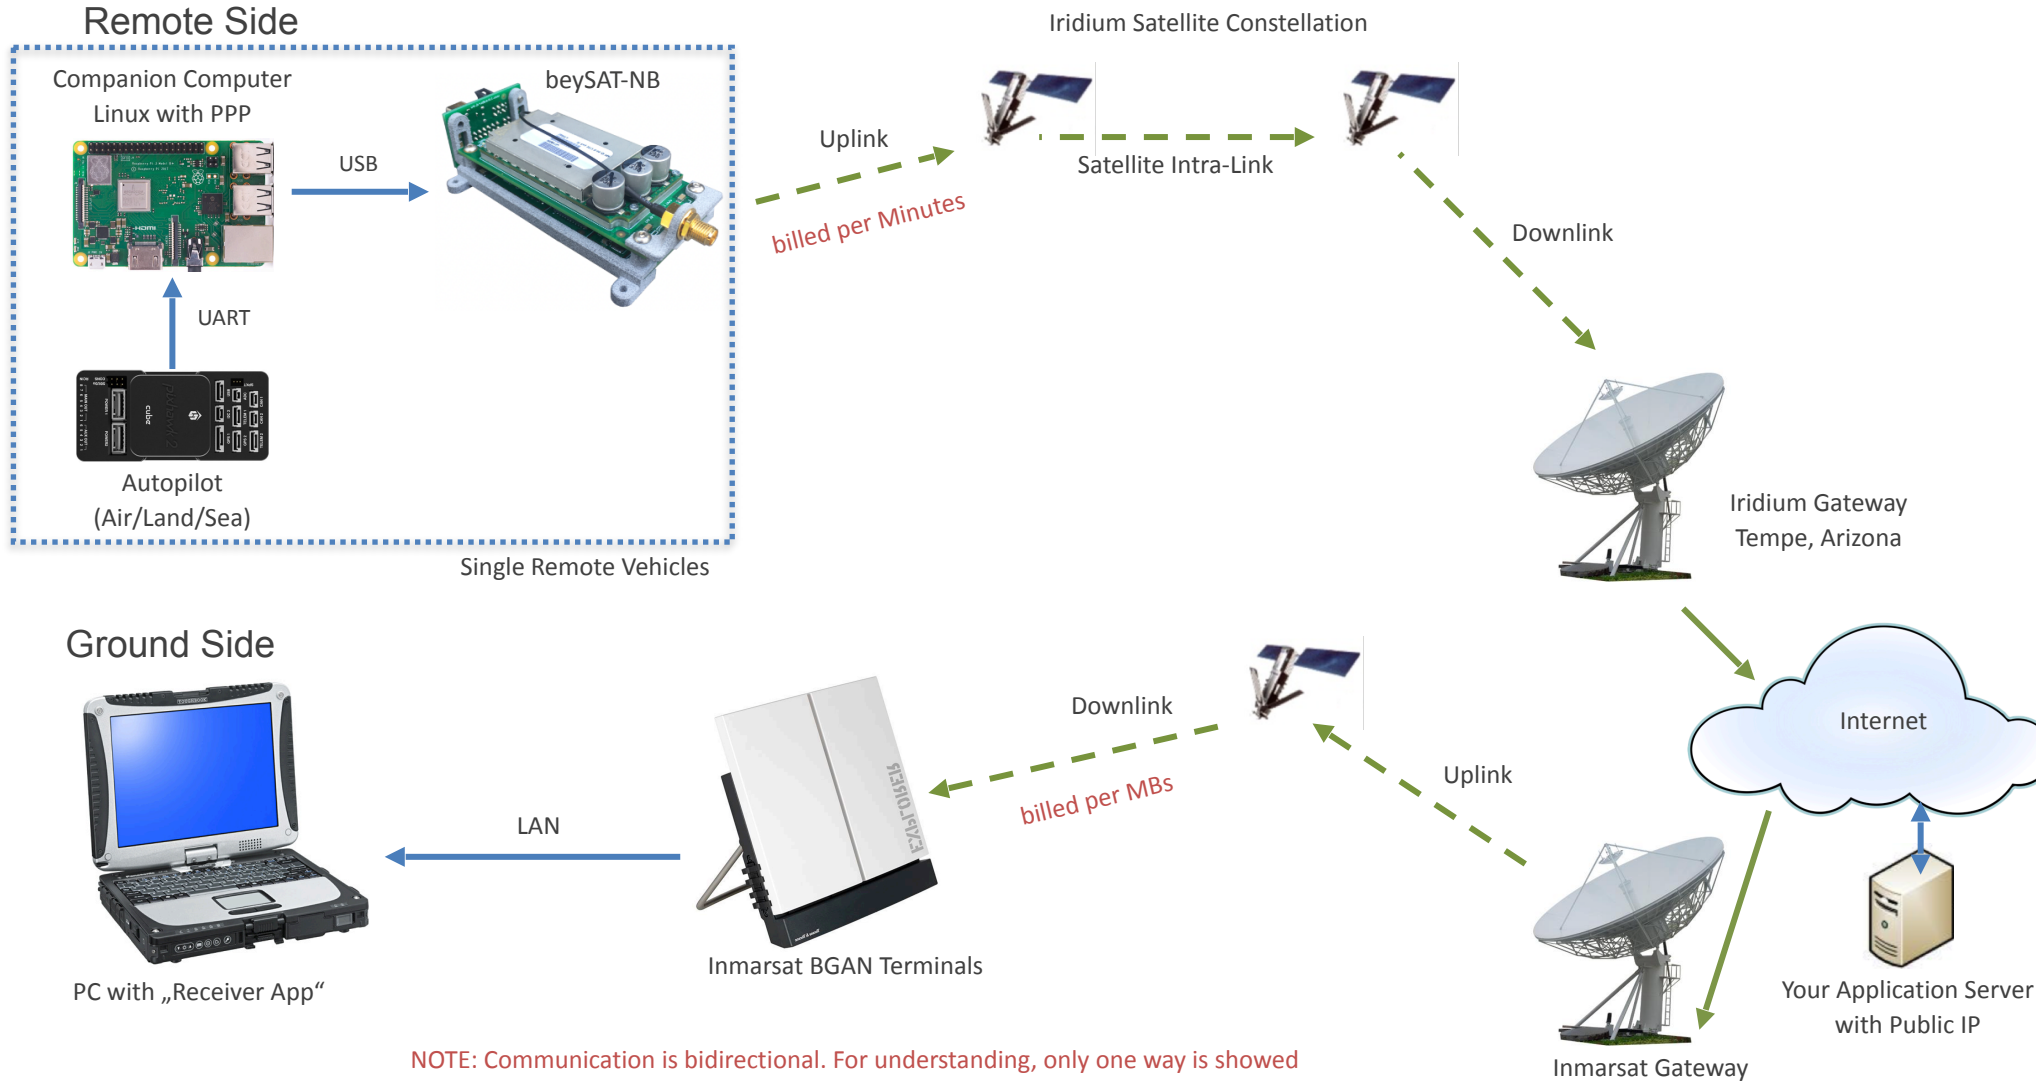 Remote Side
Iridium Satellite Constellation
Companion Computer
Linux with PPP
beySAT-NB
USB
HDMI
UART
cube
Autopilot
(Air/Land/Sea)
Single Remote Vehicles
Uplink
billed per Minutes
Satellite Intra-Link
Downlink
Iridium Gateway
Tempe, Arizona
Internet
Ground Side
Downlink
billed per MBs
Uplink
LAN
EXPLORER
PC with „Receiver App“
Inmarsat BGAN Terminals
Your Application Server
with Public IP
Inmarsat Gateway
NOTE: Communication is bidirectional. For understanding, only one way is showed